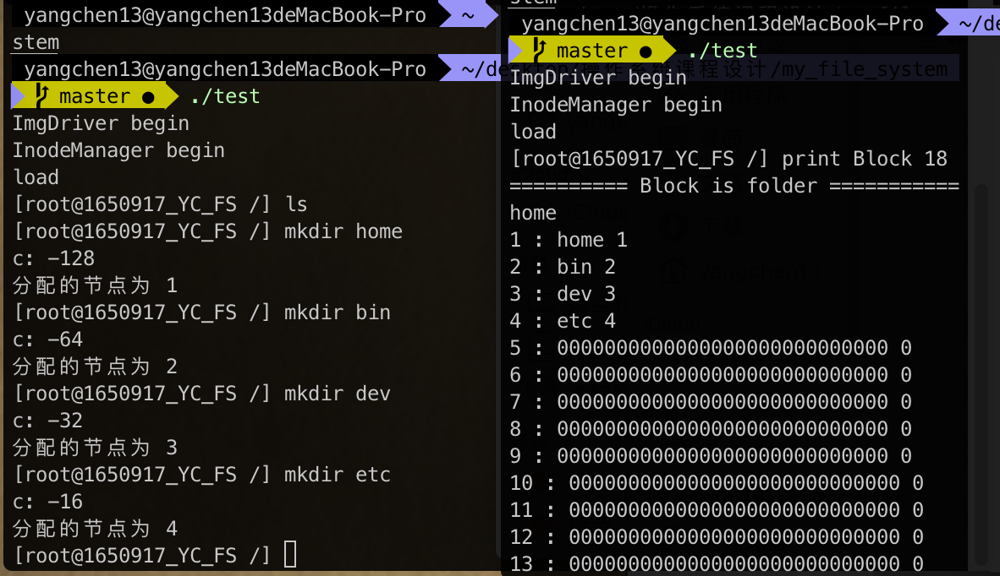 yangchen13@yangchen13deMacBook-Pro ~
stem
yangchen13@yangchen13deMacBook-Pro ~/desktop/操作系统课程设计/my_file_system
master ● ./test
ImgDriver begin
InodeManager begin
load
[root@1650917_YC_FS /] ls
[root@1650917_YC_FS /] mkdir home
c: -128
分配的节点为 1
[root@1650917_YC_FS /] mkdir bin
c: -64
分配的节点为 2
[root@1650917_YC_FS /] mkdir dev
c: -32
分配的节点为 3
[root@1650917_YC_FS /] mkdir etc
c: -16
分配的节点为 4
[root@1650917_YC_FS /]
stem
yangchen13@yangchen13deMacBook-Pro ~/de
master ● ./test
ImgDriver begin
InodeManager begin
load
[root@1650917_YC_FS /] print Block 18
========== Block is folder ===========
home
1 : home 1
2 : bin 2
3 : dev 3
4 : etc 4
5 : 0000000000000000000000000000 0
6 : 0000000000000000000000000000 0
7 : 0000000000000000000000000000 0
8 : 0000000000000000000000000000 0
9 : 0000000000000000000000000000 0
10 : 0000000000000000000000000000 0
11 : 0000000000000000000000000000 0
12 : 0000000000000000000000000000 0
13 : 0000000000000000000000000000 0